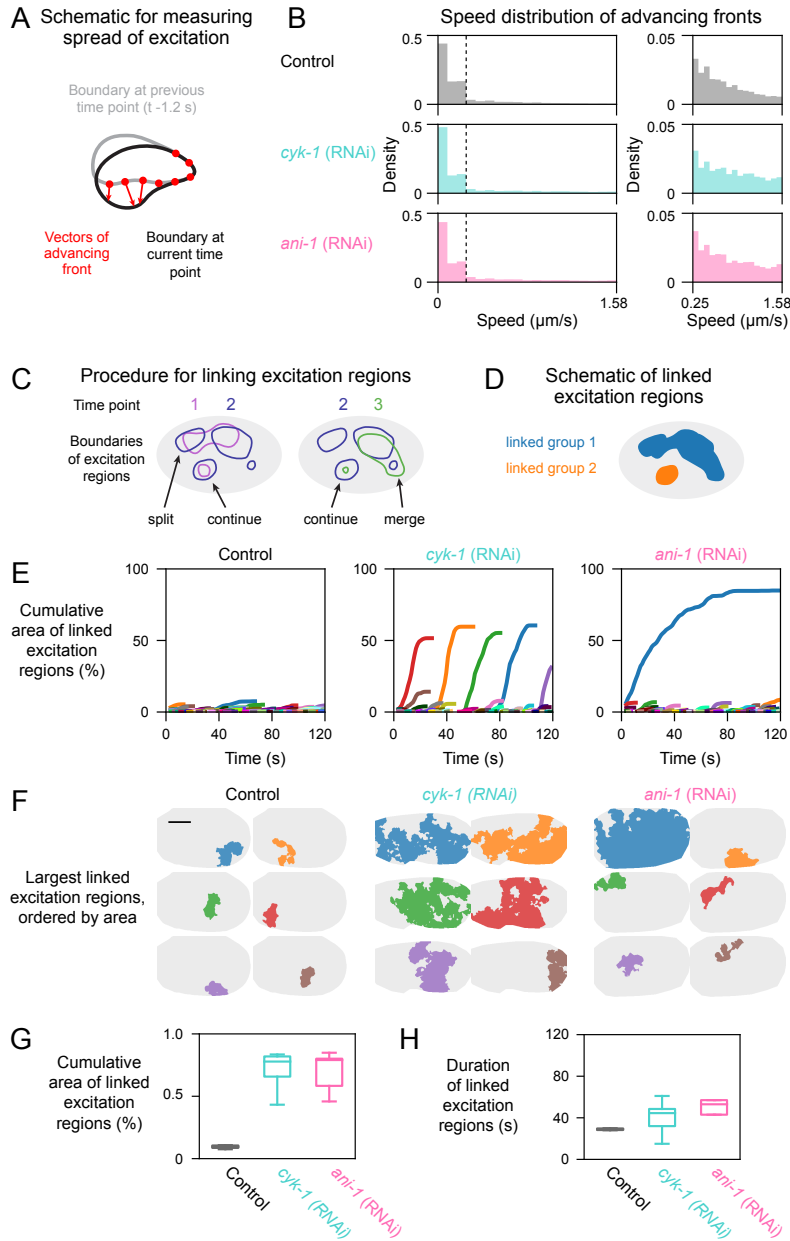 A
Schematic for measuring
spread of excitation
Boundary at previous
time point (t -1.2 s)
Vectors of
advancing
front
Boundary at
current time
point
B
Speed distribution of advancing fronts
Control
cyk-1 (RNAi)
ani-1 (RNAi)
Density
0.5
0
0.5
0
0.5
0
0
1.58
Speed (µm/s)
Density
0.05
0
0.05
0
0.05
0
0.25
1.58
Speed (µm/s)
C
Procedure for linking excitation regions
Time point
1
2
2
3
Boundaries
of excitation
regions
split
continue
continue
merge
D
Schematic of linked
excitation regions
linked group 1
linked group 2
E
Control
cyk-1 (RNAi)
ani-1 (RNAi)
Cumulative
area of linked
excitation
regions (%)
100
50
0
0
40
80
120
Time (s)
100
50
0
0
40
80
120
Time (s)
100
50
0
0
40
80
120
Time (s)
F
Control
cyk-1 (RNAi)
ani-1 (RNAi)
Largest linked
excitation regions,
ordered by area
G
Cumulative
area of linked
excitation
regions (%)
1.0
0.5
0
Control
cyk-1 (RNAi)
ani-1 (RNAi)
H
Duration
of linked
excitation
regions (s)
120
80
40
0
Control
cyk-1 (RNAi)
ani-1 (RNAi)